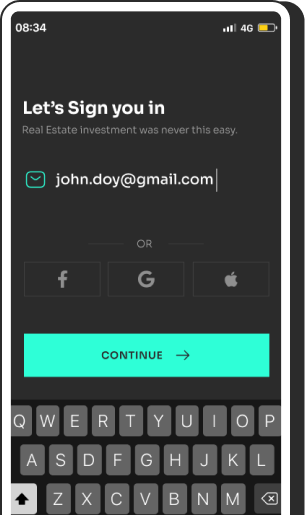 08:34
4G
Let's Sign you in
Real Estate investment was never this easy.
john.doy@gmail.com
OR
f G
CONTINUE
Q W E R T Y U I O P
A S D F G H J K L
Z X C V B N M